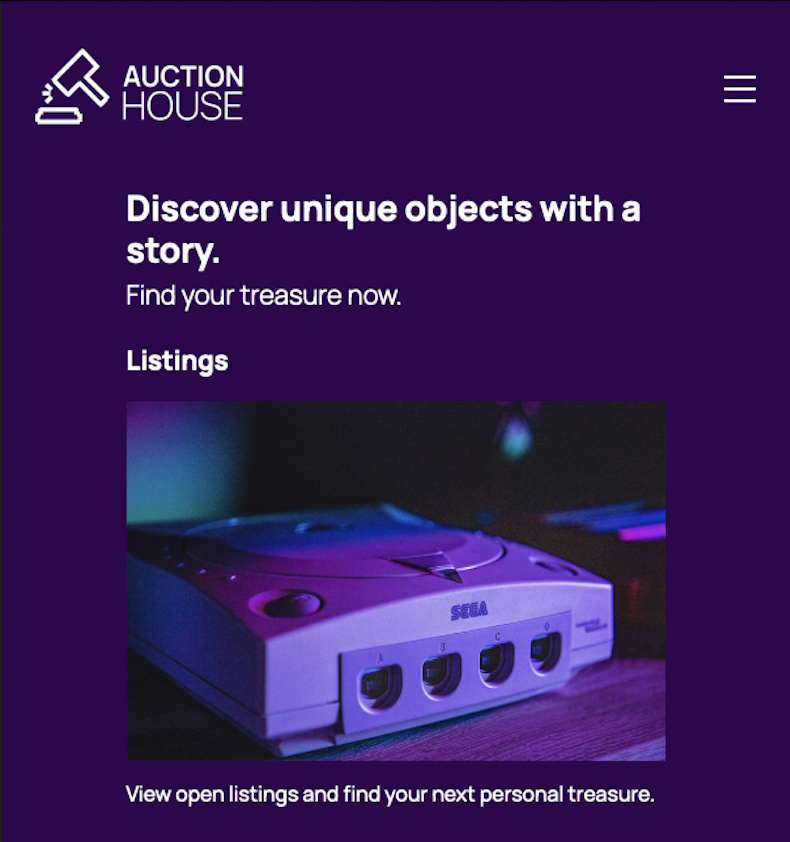 AUCTION
HOUSE
Discover unique objects with a
story.
Find your treasure now.
Listings
SEGA
A B C D
View open listings and find your next personal treasure.